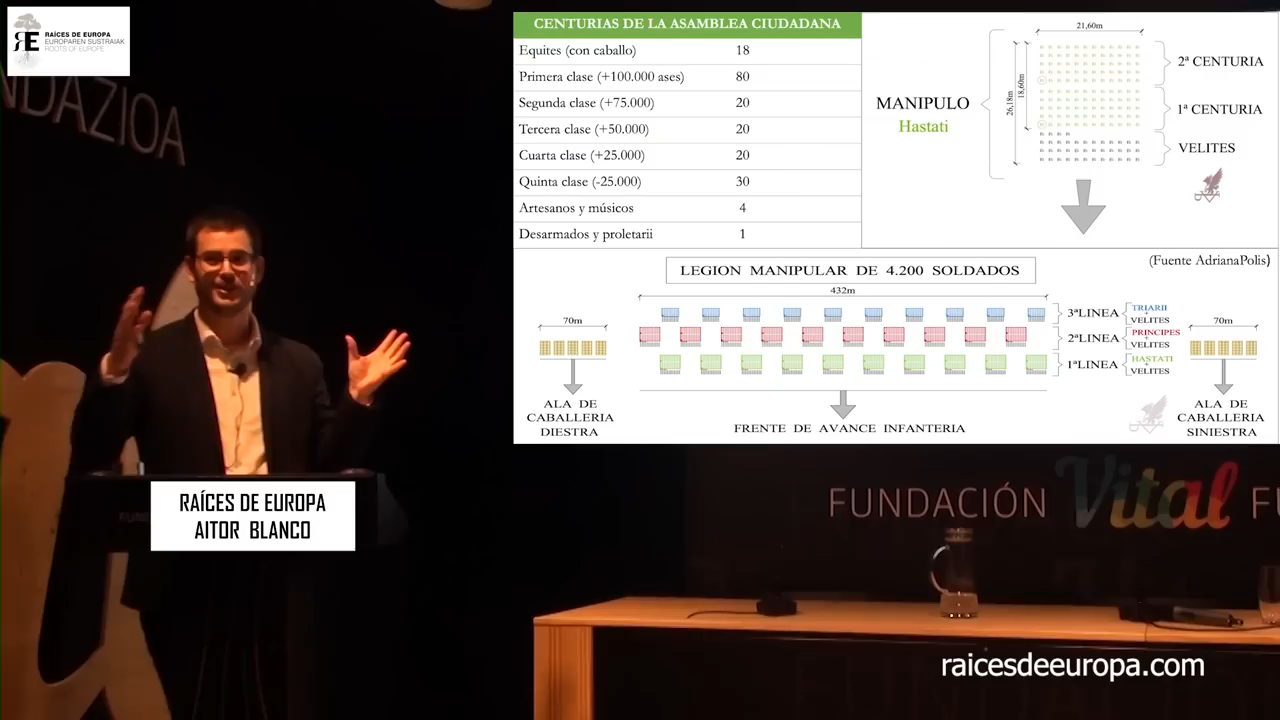 RAÍCES DE EUROPA
EUROPAREN SUSTRAIAK
ROOTS OF EUROPE
NDAZIOA
CENTURIAS DE LA ASAMBLEA CIUDADANA
Equites (con caballo) 18
Primera clase (+100.000 ases) 80
Segunda clase (+75.000) 20
Tercera clase (+50.000) 20
Cuarta clase (+25.000) 20
Quinta clase (-25.000) 30
Artesanos y músicos 4
Desarmados y proletarii 1
21,60m
26,18m
18,60m
MANIPULO
Hastati
2ª CENTURIA
1ª CENTURIA
VELITES
(Fuente AdrianaPolis)
LEGION MANIPULAR DE 4.200 SOLDADOS
432m
70m
70m
3ªLINEA
TRIARII
+
VELITES
2ªLINEA
PRINCIPES
+
VELITES
1ªLINEA
HASTATI
+
VELITES
ALA DE
CABALLERIA
DIESTRA
FRENTE DE AVANCE INFANTERIA
ALA DE
CABALLERIA
SINIESTRA
RAÍCES DE EUROPA
AITOR BLANCO
FUNDACIÓN Vital FU
raicesdeeuropa.com